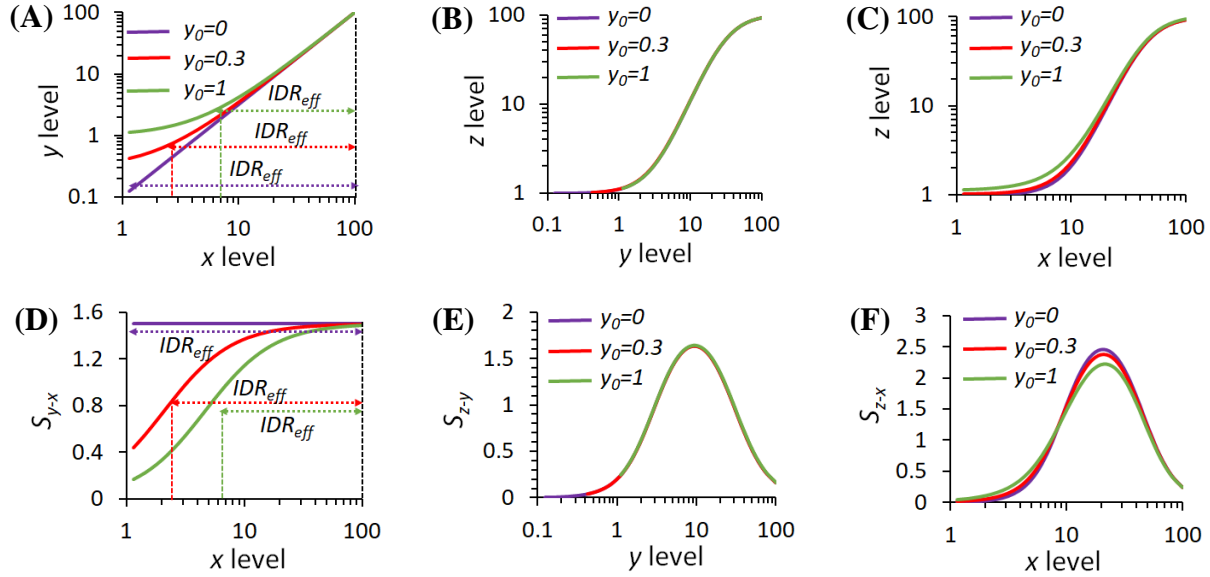 (A)
y level
100
10
1
0.1
y0=0
y0=0.3
y0=1
IDReff
IDReff
IDReff
1
10
100
x level
(B)
z level
100
10
1
y0=0
y0=0.3
y0=1
0.1
1
10
100
y level
(C)
z level
100
10
1
y0=0
y0=0.3
y0=1
1
10
100
x level
(D)
Sy-x
1.6
1.2
0.8
0.4
0
IDReff
IDReff
IDReff
1
10
100
x level
(E)
Sz-y
2
1.5
1
0.5
0
y0=0
y0=0.3
y0=1
0.1
1
10
100
y level
(F)
Sz-x
3
2.5
2
1.5
1
0.5
0
y0=0
y0=0.3
y0=1
1
10
100
x level